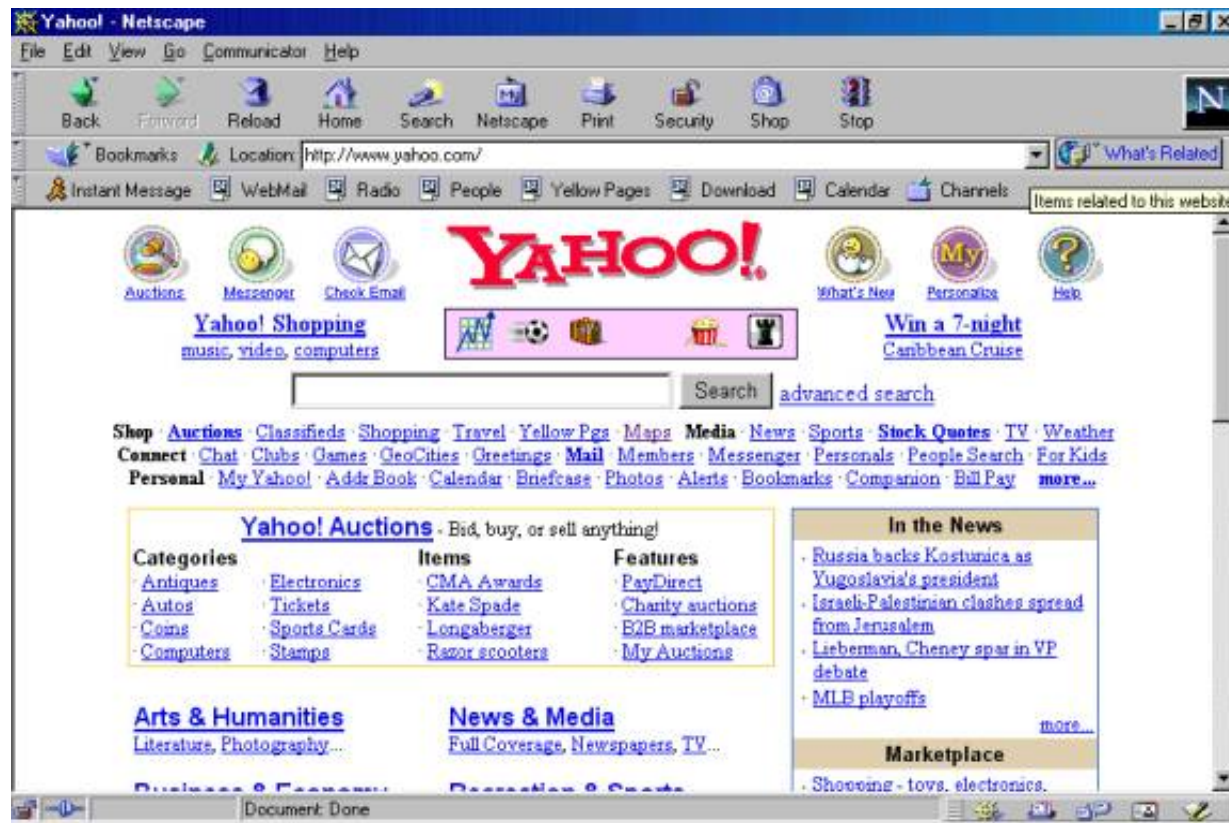 Yahoo! - Netscape
File Edit View Go Communicator Help
Back Forward Reload Home Search Netscape Print Security Shop Stop
Bookmarks Location: http://www.yahoo.com/ What's Related
Instant Message WebMail Radio People Yellow Pages Download Calendar Channels
Items related to this website
YAHOO!
Auctions Messenger Check Email What's New Personalize Help
Yahoo! Shopping
music, video, computers
Win a 7-night
Caribbean Cruise
Search advanced search
Shop · Auctions · Classifieds · Shopping · Travel · Yellow Pgs · Maps Media · News · Sports · Stock Quotes · TV · Weather
Connect · Chat · Clubs · Games · GeoCities · Greetings · Mail · Members · Messenger · Personals · People Search · For Kids
Personal · My Yahoo! · Addr Book · Calendar · Briefcase · Photos · Alerts · Bookmarks · Companion · Bill Pay more...
Yahoo! Auctions - Bid, buy, or sell anything!
Categories Items Features
· Antiques · Electronics · CMA Awards · PayDirect
· Autos · Tickets · Kate Spade · Charity auctions
· Coins · Sports Cards · Longaberger · B2B marketplace
· Computers · Stamps · Razor scooters · My Auctions
In the News
· Russia backs Kostunica as
Yugoslavia's president
· Israeli-Palestinian clashes spread
from Jerusalem
· Lieberman, Cheney spar in VP
debate
· MLB playoffs
more...
Marketplace
· Shopping - toys, electronics,
Arts & Humanities
Literature, Photography...
News & Media
Full Coverage, Newspapers, TV...
Business & Economy
Recreation & Sports
Document: Done